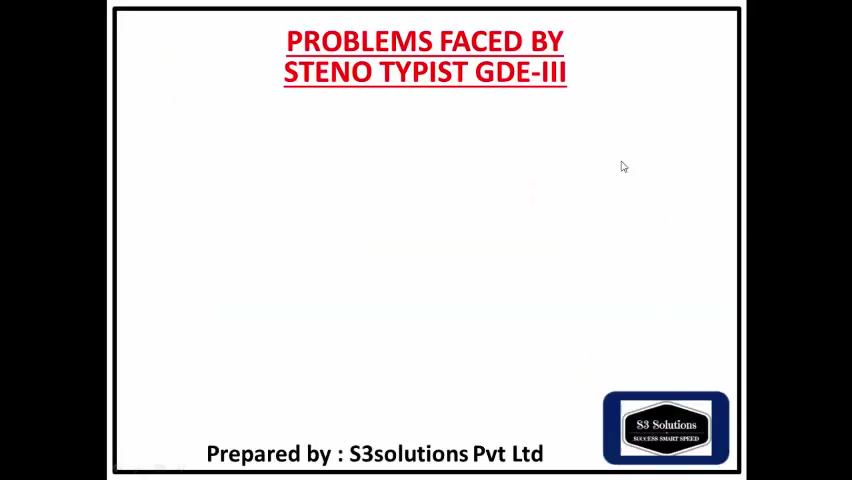 PROBLEMS FACED BY
STENO TYPIST GDE-III
S3 Solutions
SUCCESS SMART SPEED
Prepared by : S3solutions Pvt Ltd